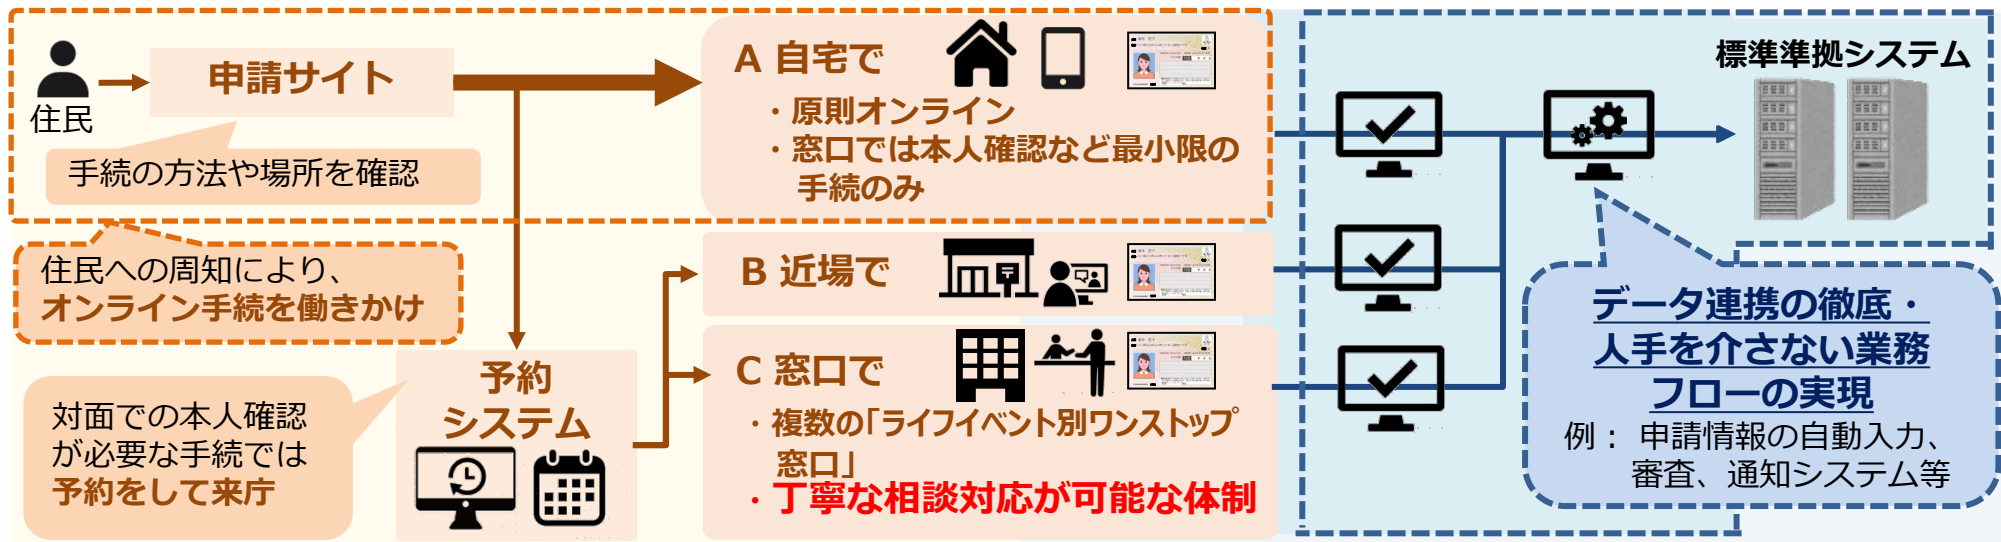 住民
申請サイト
手続の方法や場所を確認
住民への周知により、
オンライン手続を働きかけ
対面での本人確認
が必要な手続では
予約をして来庁
予約
システム
A 自宅で
・原則オンライン
・窓口では本人確認など最小限の
手続のみ
B 近場で
C 窓口で
・複数の「ライフイベント別ワンストップ
窓口」
・丁寧な相談対応が可能な体制
標準準拠システム
データ連携の徹底・
人手を介さない業務
フローの実現
例： 申請情報の自動入力、
審査、通知システム等